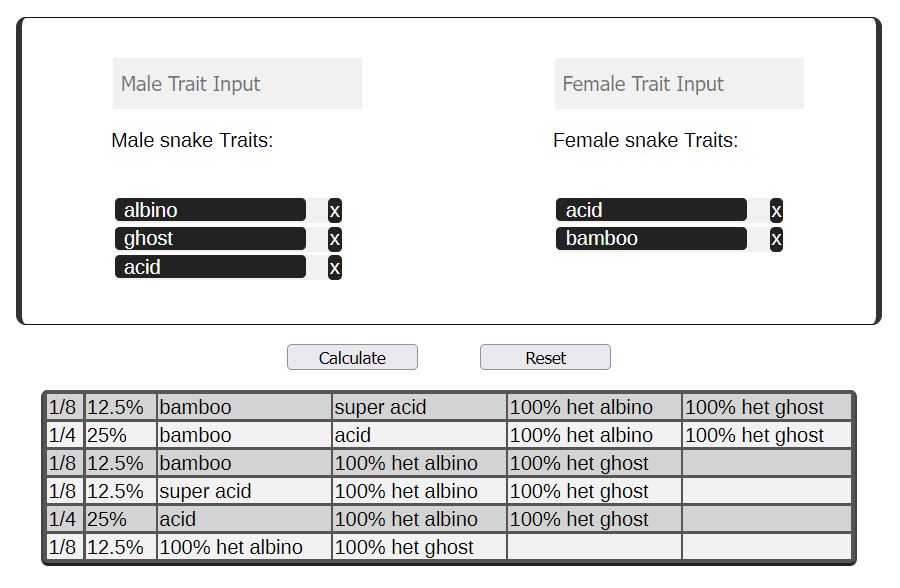 Male Trait Input Female Trait Input
Male snake Traits: Female snake Traits:
albino x acid x
ghost x bamboo x
acid x
Calculate Reset
1/8 12.5% bamboo super acid 100% het albino 100% het ghost
1/4 25% bamboo acid 100% het albino 100% het ghost
1/8 12.5% bamboo 100% het albino 100% het ghost
1/8 12.5% super acid 100% het albino 100% het ghost
1/4 25% acid 100% het albino 100% het ghost
1/8 12.5% 100% het albino 100% het ghost